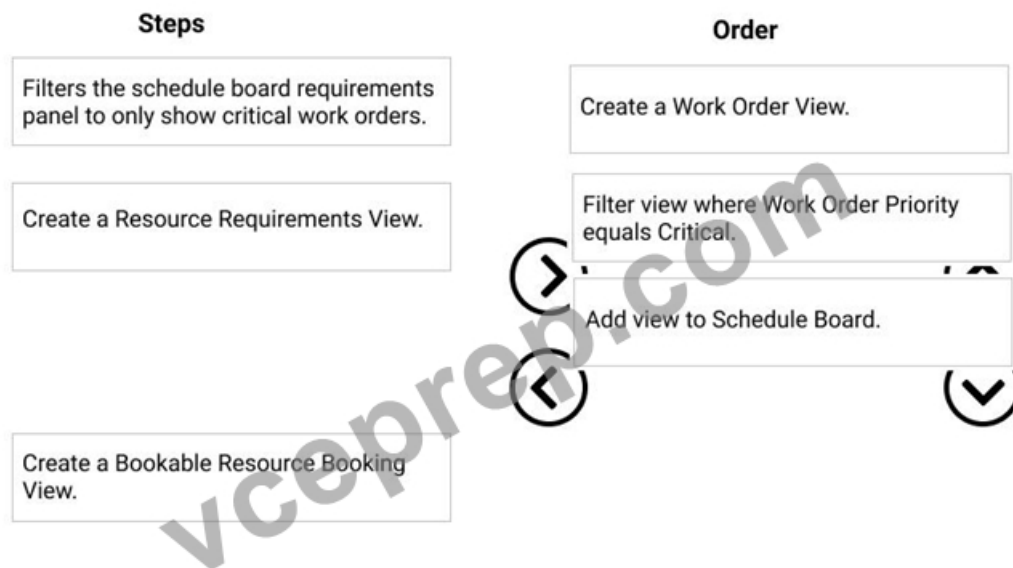 Steps
Order
Filters the schedule board requirements
panel to only show critical work orders.
Create a Resource Requirements View.
Create a Bookable Resource Booking
View.
Create a Work Order View.
Filter view where Work Order Priority
equals Critical.
Add view to Schedule Board.
vceprep.com